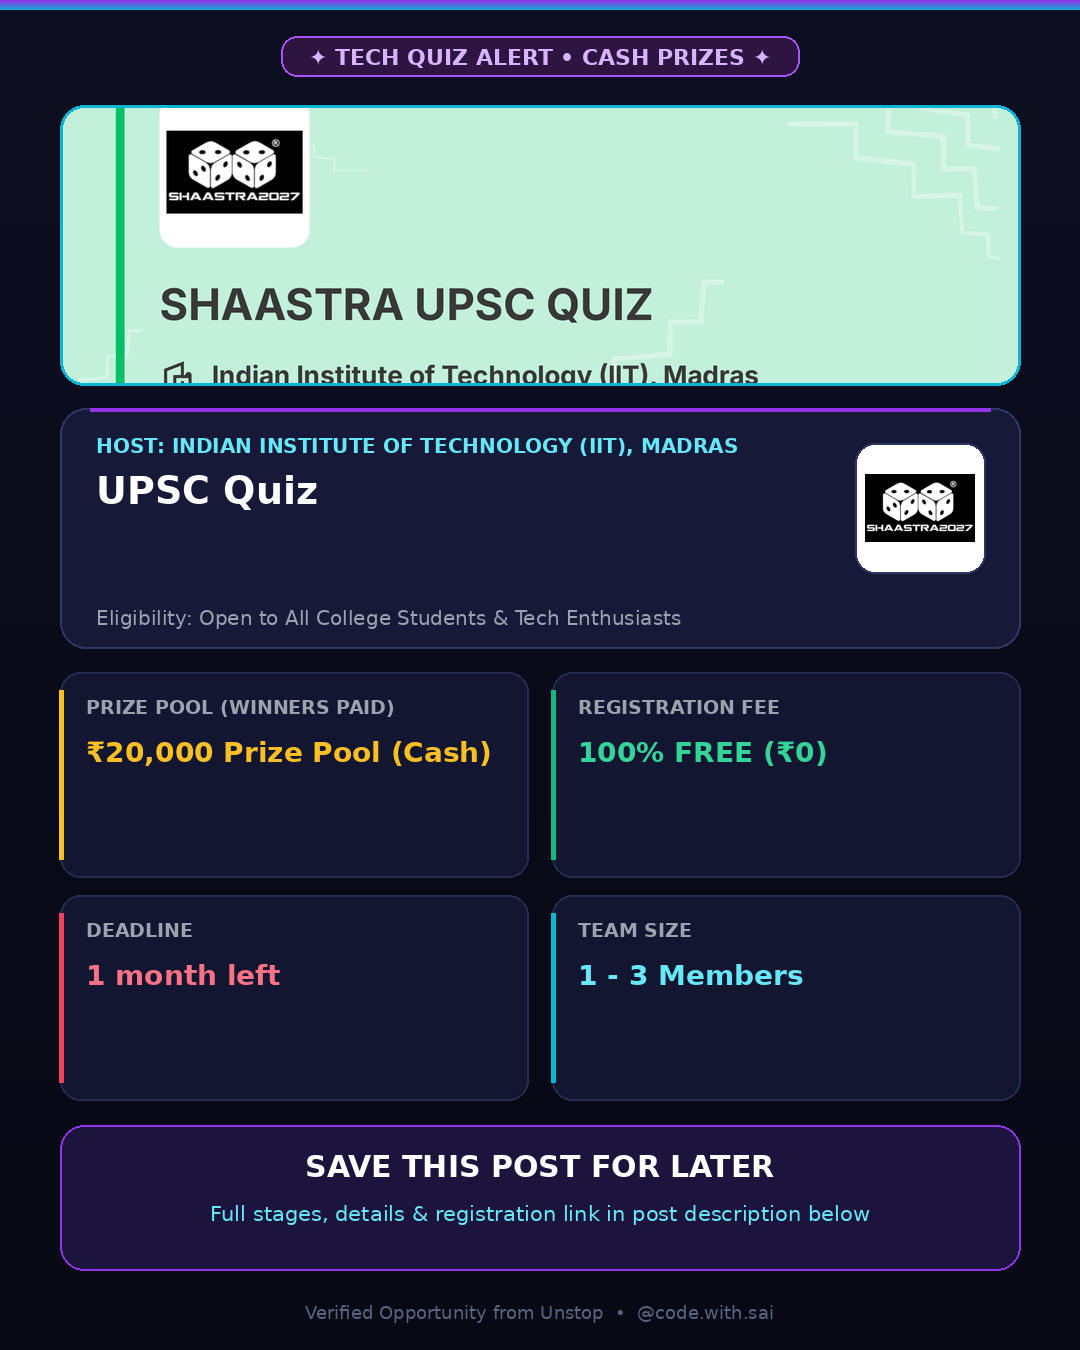 ✦ TECH QUIZ ALERT • CASH PRIZES ✦
SHAASTRA2027
SHAASTRA UPSC QUIZ
Indian Institute of Technology (IIT), Madras
HOST: INDIAN INSTITUTE OF TECHNOLOGY (IIT), MADRAS
UPSC Quiz
SHAASTRA2027
Eligibility: Open to All College Students & Tech Enthusiasts
PRIZE POOL (WINNERS PAID)
₹20,000 Prize Pool (Cash)
REGISTRATION FEE
100% FREE (₹0)
DEADLINE
1 month left
TEAM SIZE
1 - 3 Members
SAVE THIS POST FOR LATER
Full stages, details & registration link in post description below
Verified Opportunity from Unstop • @code.with.sai